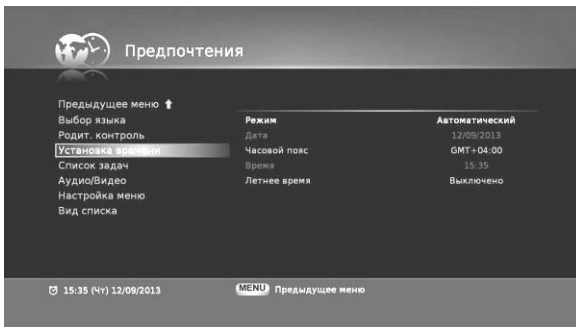 Предпочтения
Предыдущее меню ⬆
Выбор языка
Родит. контроль
Установка времени
Список задач
Аудио/Видео
Настройка меню
Вид списка
Режим Автоматический
Дата 12/09/2013
Часовой пояс GMT+04:00
Время 15:35
Летнее время Выключено
15:35 (Чт) 12/09/2013
MENU Предыдущее меню